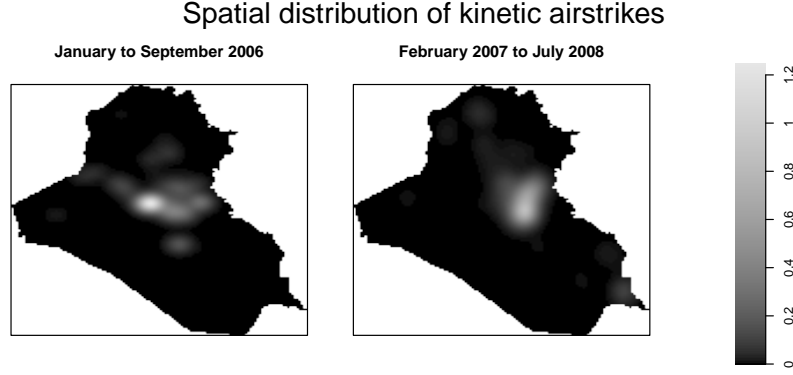 Spatial distribution of kinetic airstrikes
January to September 2006
February 2007 to July 2008
1.2
1
0.8
0.6
0.4
0.2
0